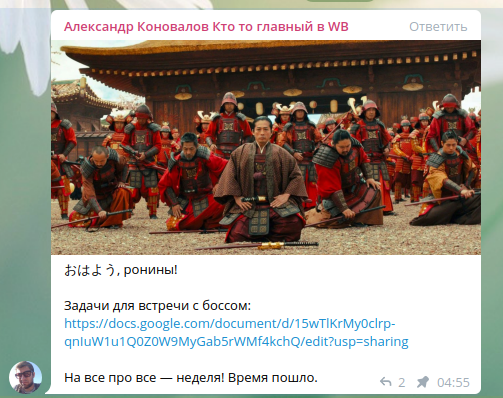 Александр Коновалов Кто то главный в WB
Ответить
おはよう, ронины!
Задачи для встречи с боссом:
https://docs.google.com/document/d/15wTlKrMy0clrp-
qnIuW1u1Q0Z0W9MyGab5rWMf4kchQ/edit?usp=sharing
На все про все — неделя! Время пошло.
2
04:55